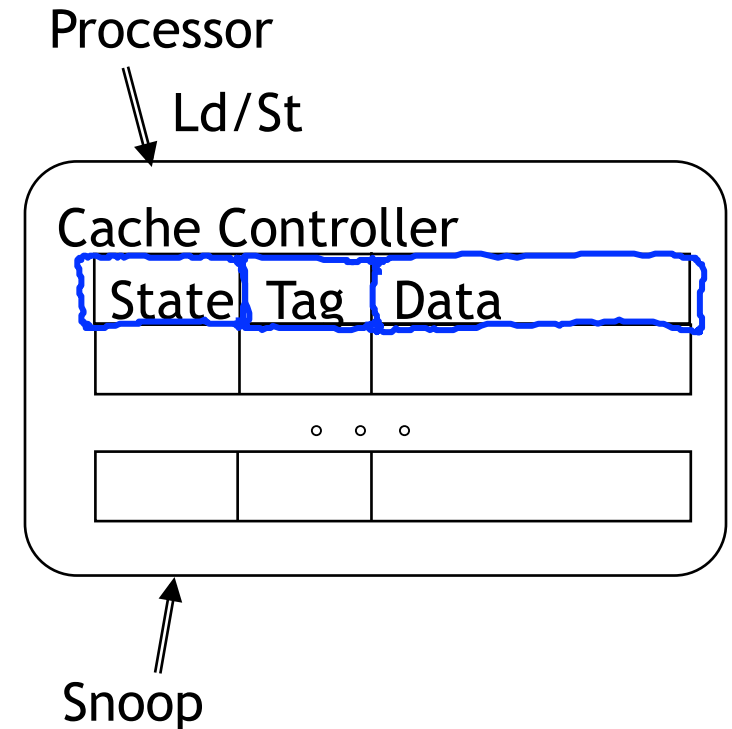 Processor
Ld/St
Cache Controller
State Tag Data
Snoop